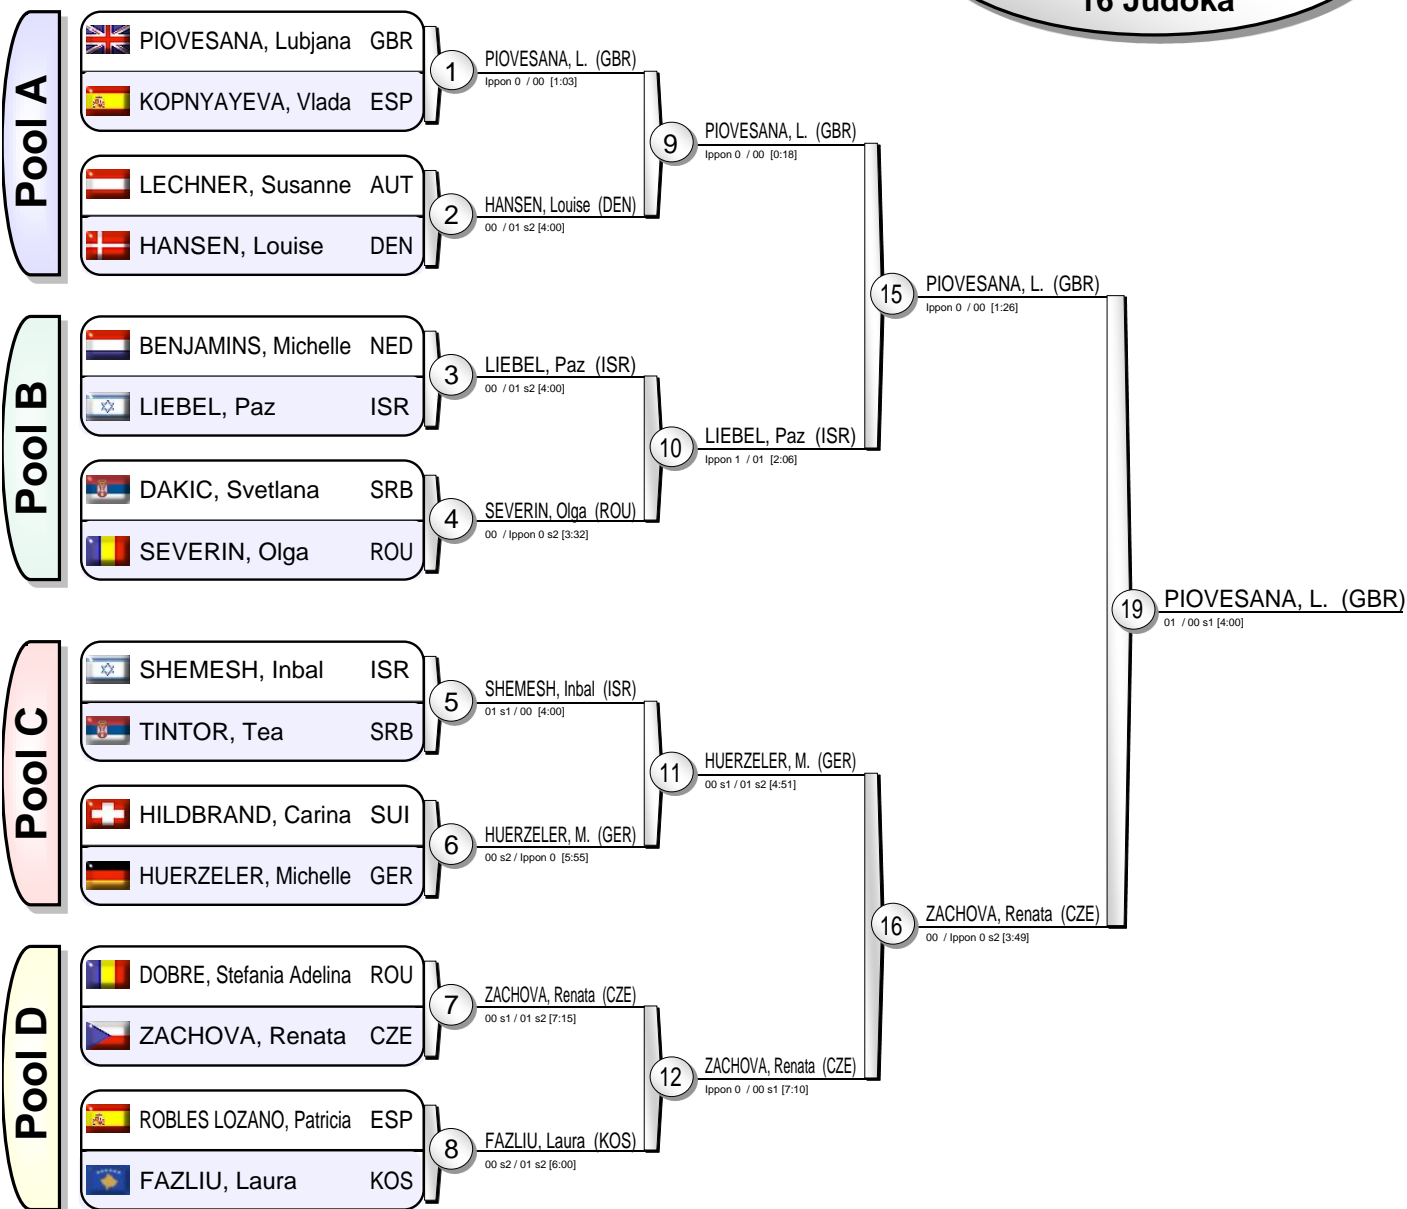 16 Judoka
Pool A
PIOVESANA, Lubjana GBR
KOPNYAYEVA, Vlada ESP
1
PIOVESANA, L. (GBR)
Ippon 0 / 00 [1:03]
LECHNER, Susanne AUT
HANSEN, Louise DEN
2
HANSEN, Louise (DEN)
00 / 01 s2 [4:00]
9
PIOVESANA, L. (GBR)
Ippon 0 / 00 [0:18]
Pool B
BENJAMINS, Michelle NED
LIEBEL, Paz ISR
3
LIEBEL, Paz (ISR)
00 / 01 s2 [4:00]
DAKIC, Svetlana SRB
SEVERIN, Olga ROU
4
SEVERIN, Olga (ROU)
00 / Ippon 0 s2 [3:32]
10
LIEBEL, Paz (ISR)
Ippon 1 / 01 [2:06]
15
PIOVESANA, L. (GBR)
Ippon 0 / 00 [1:26]
Pool C
SHEMESH, Inbal ISR
TINTOR, Tea SRB
5
SHEMESH, Inbal (ISR)
01 s1 / 00 [4:00]
HILDBRAND, Carina SUI
HUERZELER, Michelle GER
6
HUERZELER, M. (GER)
00 s2 / Ippon 0 [5:55]
11
HUERZELER, M. (GER)
00 s1 / 01 s2 [4:51]
Pool D
DOBRE, Stefania Adelina ROU
ZACHOVA, Renata CZE
7
ZACHOVA, Renata (CZE)
00 s1 / 01 s2 [7:15]
ROBLES LOZANO, Patricia ESP
FAZLIU, Laura KOS
8
FAZLIU, Laura (KOS)
00 s2 / 01 s2 [6:00]
12
ZACHOVA, Renata (CZE)
Ippon 0 / 00 s1 [7:10]
16
ZACHOVA, Renata (CZE)
00 / Ippon 0 s2 [3:49]
19
PIOVESANA, L. (GBR)
01 / 00 s1 [4:00]